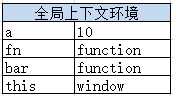 全局上下文环境
a 10
fn function
bar function
this window